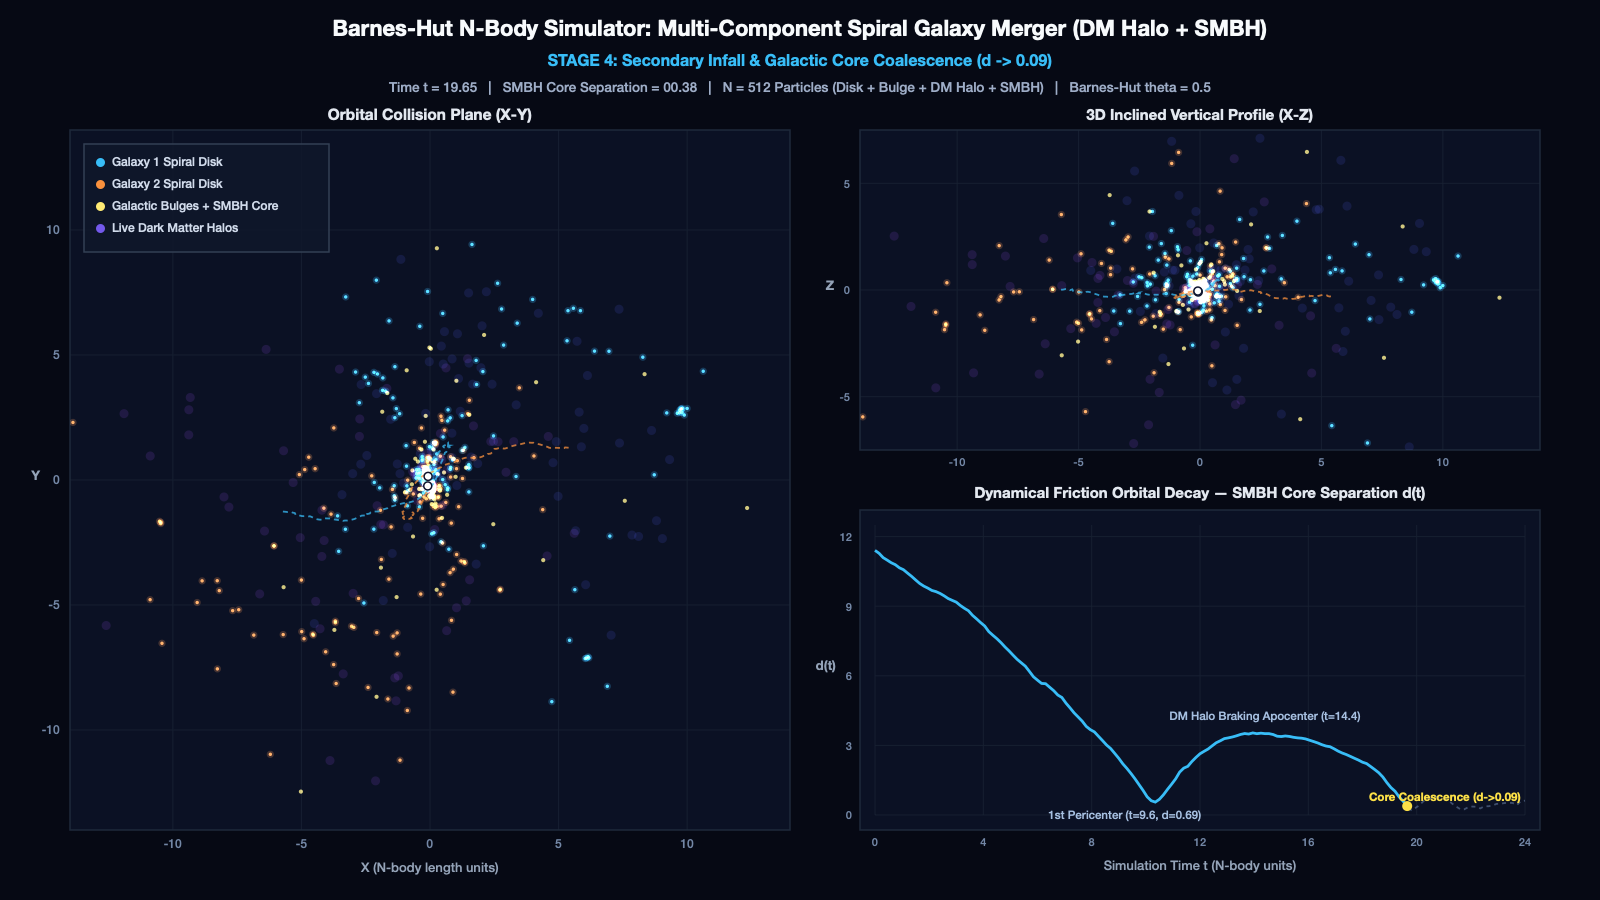 Barnes-Hut N-Body Simulator: Multi-Component Spiral Galaxy Merger (DM Halo + SMBH)
STAGE 4: Secondary Infall & Galactic Core Coalescence (d -> 0.09)
Time t = 19.65 | SMBH Core Separation = 00.38 | N = 512 Particles (Disk + Bulge + DM Halo + SMBH) | Barnes-Hut theta = 0.5
Orbital Collision Plane (X-Y)
Galaxy 1 Spiral Disk
Galaxy 2 Spiral Disk
Galactic Bulges + SMBH Core
Live Dark Matter Halos
10
5
0
-5
-10
Y
-10 -5 0 5 10
X (N-body length units)
3D Inclined Vertical Profile (X-Z)
5
0
-5
Z
-10 -5 0 5 10
Dynamical Friction Orbital Decay — SMBH Core Separation d(t)
12
9
6
3
0
d(t)
DM Halo Braking Apocenter (t=14.4)
Core Coalescence (d->0.09)
1st Pericenter (t=9.6, d=0.69)
0 4 8 12 16 20 24
Simulation Time t (N-body units)